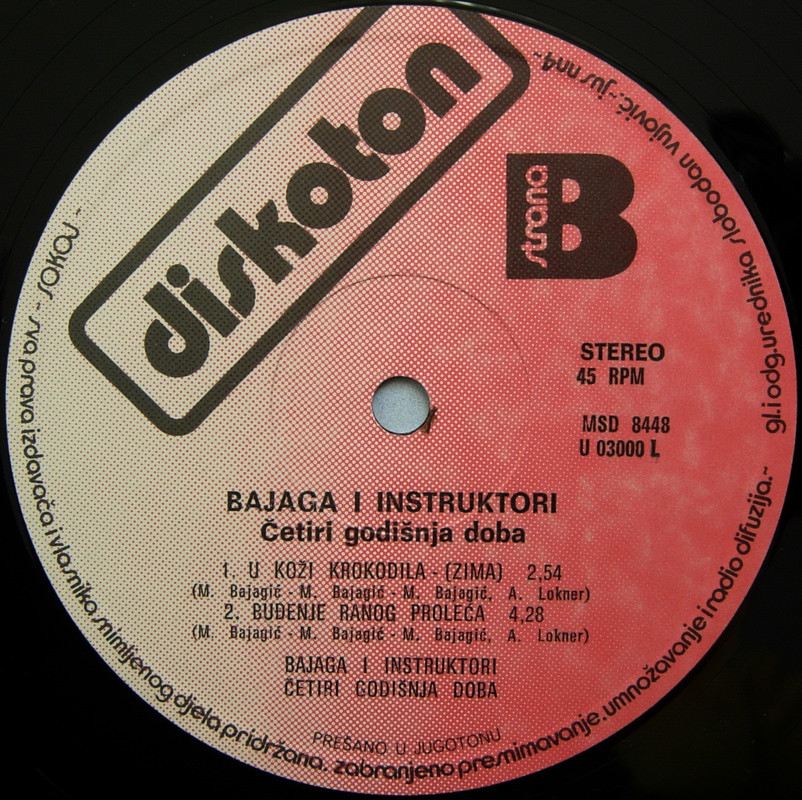 diskoton
strana B
STEREO
45 RPM
MSD 8448
U 03000 L
BAJAGA I INSTRUKTORI
Četiri godišnja doba
1. U KOŽI KROKODILA - (ZIMA) 2,54
(M. Bajagić - M. Bajagić - M. Bajagić, A. Lokner)
2. BUĐENJE RANOG PROLEĆA 4,28
(M. Bajagić - M. Bajagić - M. Bajagić, A. Lokner)
BAJAGA I INSTRUKTORI
ČETIRI GODIŠNJA DOBA
PREŠANO U JUGOTONU
- SOKOJ - sva prava izdavača i vlasnika snimljenog djela pridržana. zabranjeno presnimavanje. umnožavanje i radio difuzija.- gl. i odg. urednik a slobodan vujović.- jus nn4 -